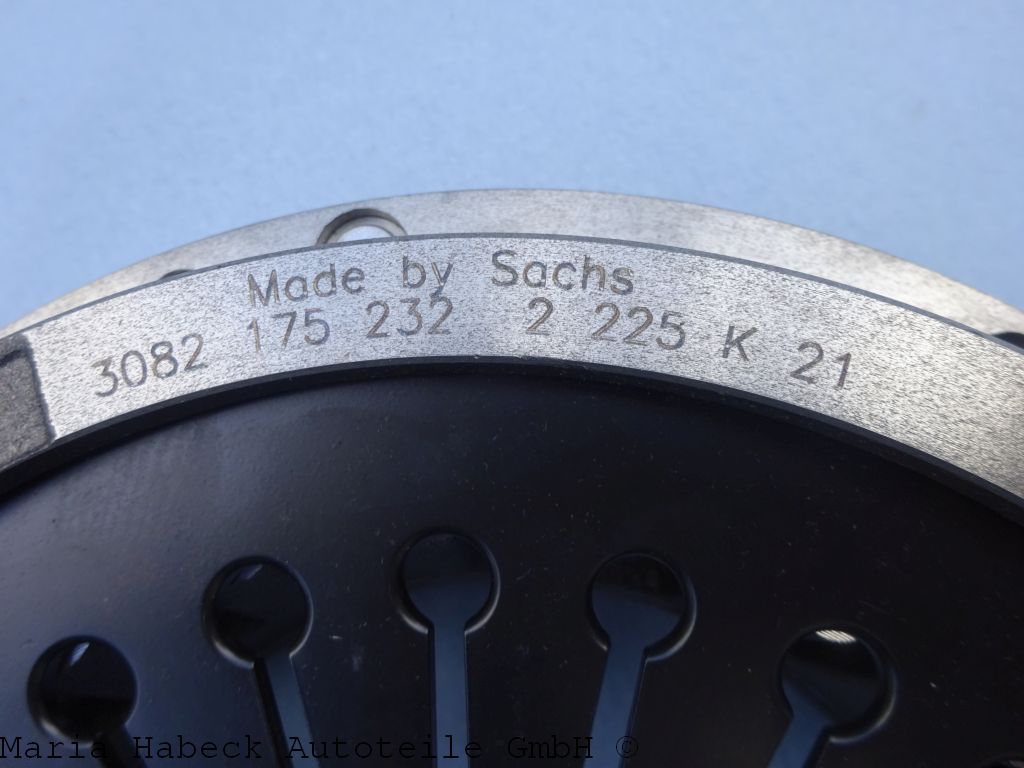 Made by Sachs
3082 175 232 2 225 K 21
Maria Habeck Autoteile GmbH ©